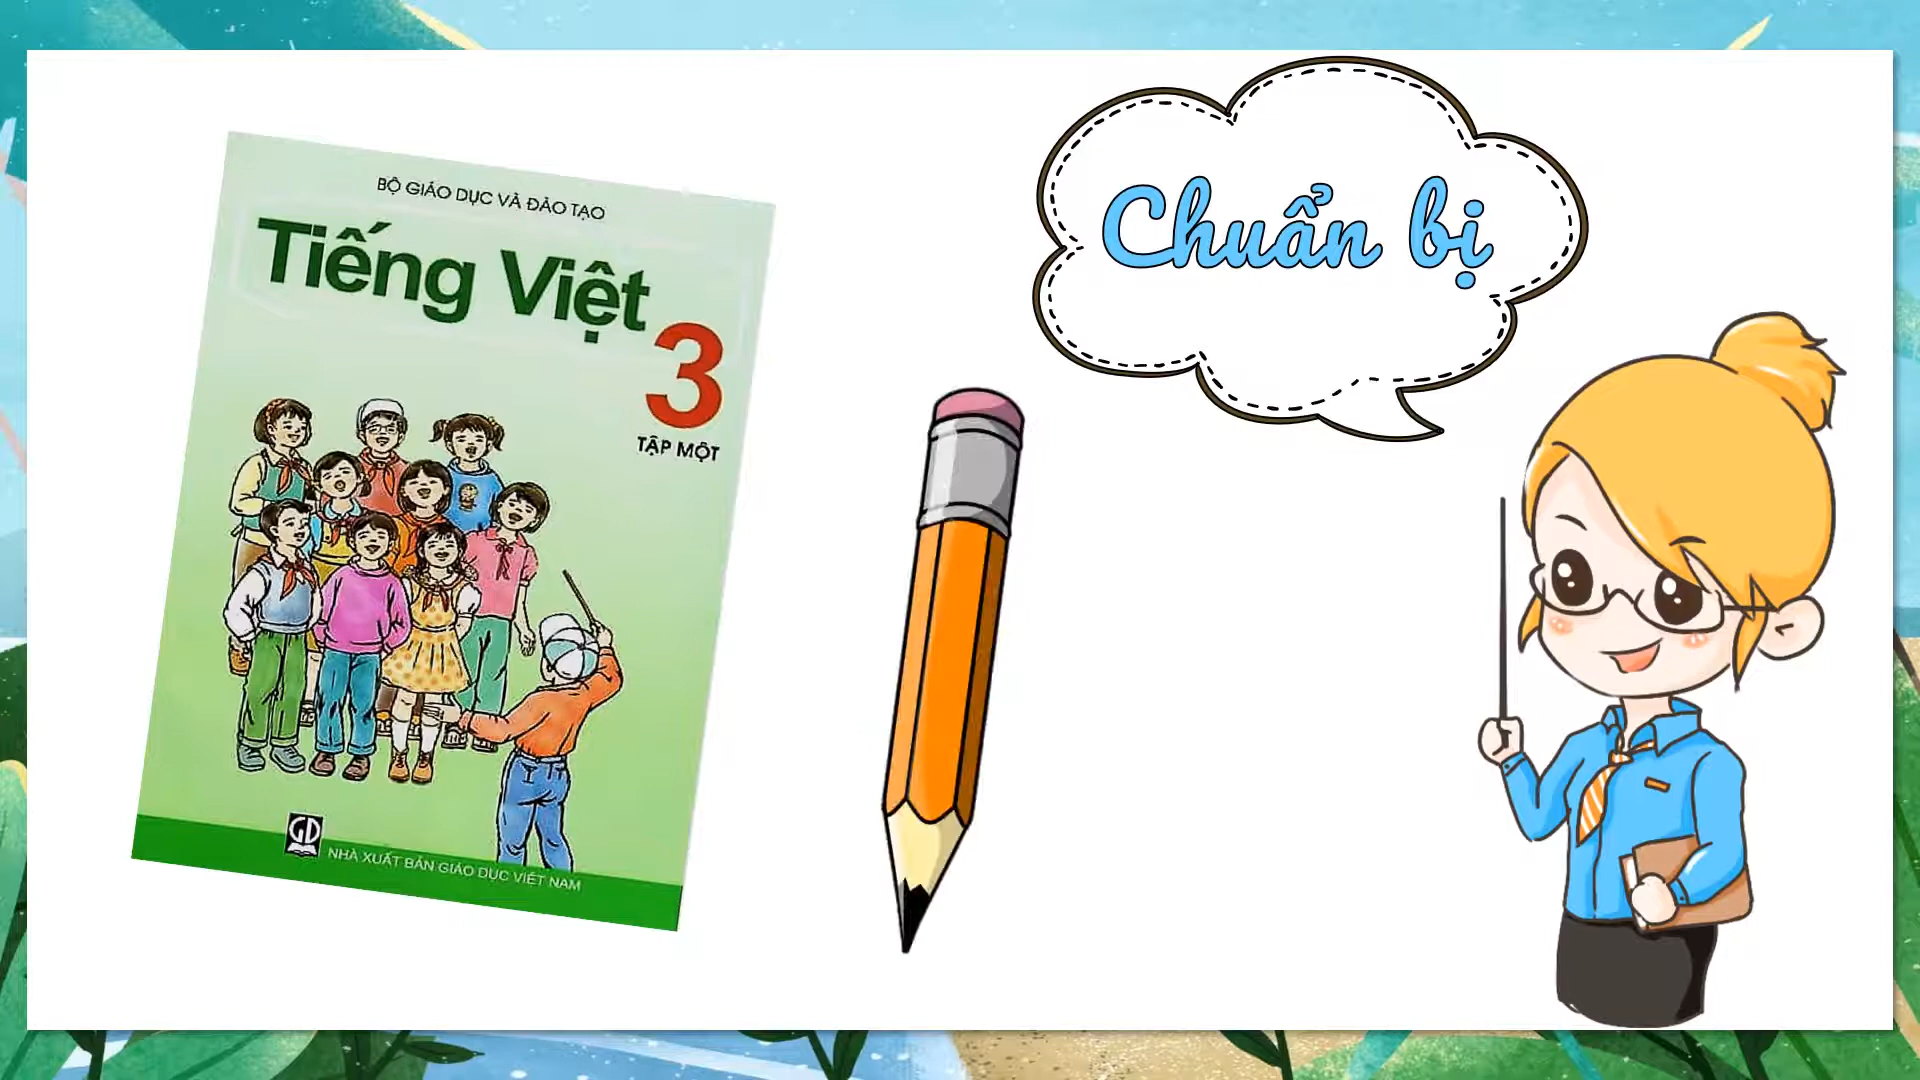 BỘ GIÁO DỤC VÀ ĐÀO TẠO
Tiếng Việt
3
TẬP MỘT
GD
NHÀ XUẤT BẢN GIÁO DỤC VIỆT NAM
Chuẩn bị